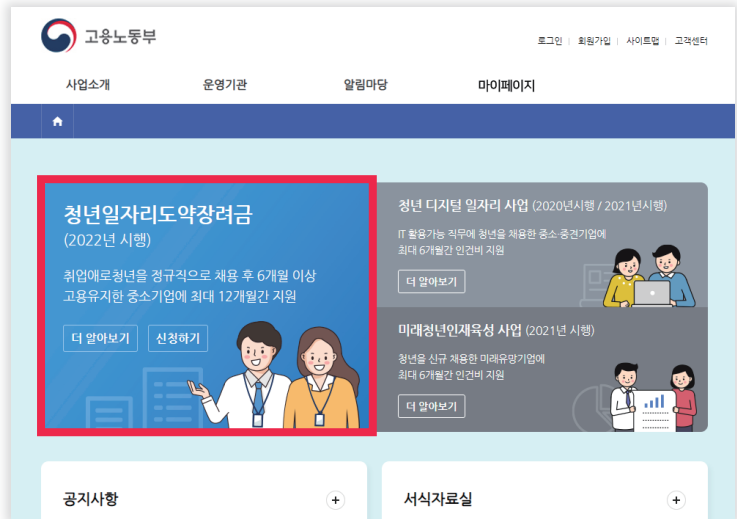 고용노동부
로그인 | 회원가입 | 사이트맵 | 고객센터
사업소개 운영기관 알림마당 마이페이지
청년일자리도약장려금
(2022년 시행)
취업애로청년을 정규직으로 채용 후 6개월 이상
고용유지한 중소기업에 최대 12개월간 지원
더 알아보기 신청하기
청년 디지털 일자리 사업 (2020년시행 / 2021년시행)
IT 활용가능 직무에 청년을 채용한 중소·중견기업에
최대 6개월간 인건비 지원
더 알아보기
미래청년인재육성 사업 (2021년 시행)
청년을 신규 채용한 미래유망기업에
최대 6개월간 인건비 지원
더 알아보기
공지사항 +
서식자료실 +